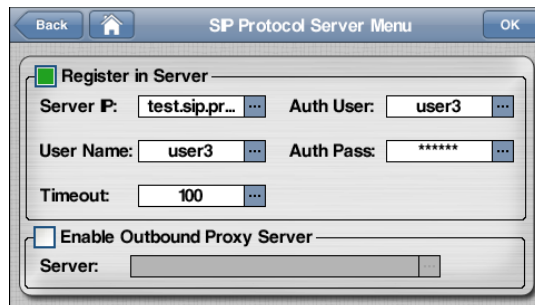 Back SIP Protocol Server Menu OK
Register in Server
Server IP: test.sip.pr... ... Auth User: user3 ...
User Name: user3 ... Auth Pass: ****** ...
Timeout: 100 ...
Enable Outbound Proxy Server
Server: ...